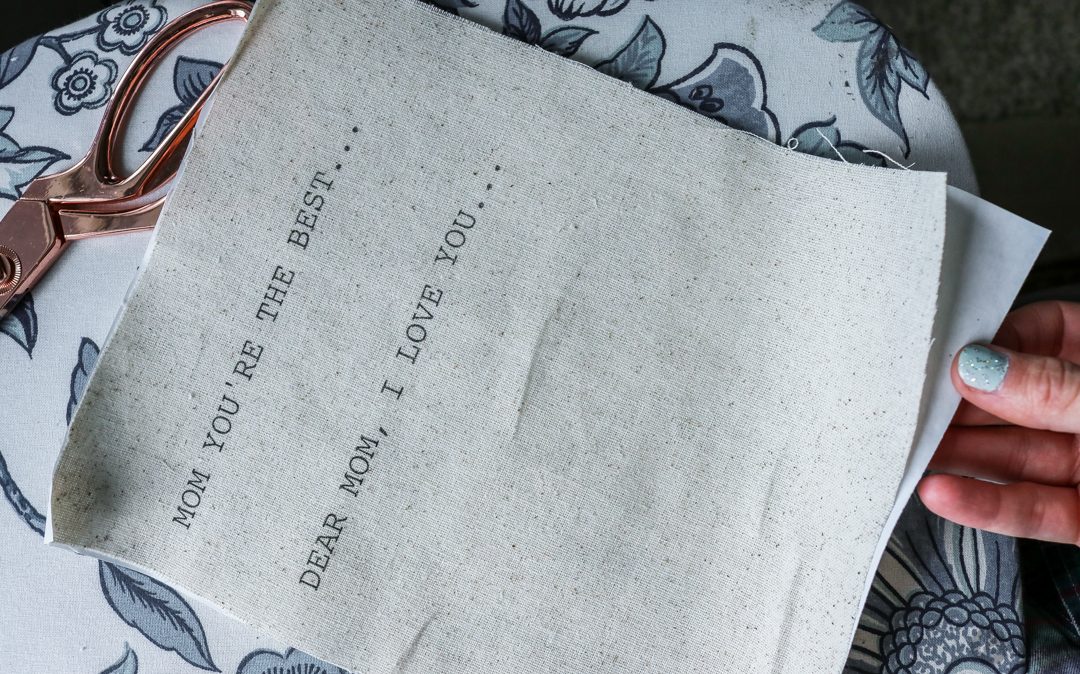 MOM YOU'RE THE BEST...
DEAR MOM, I LOVE YOU...